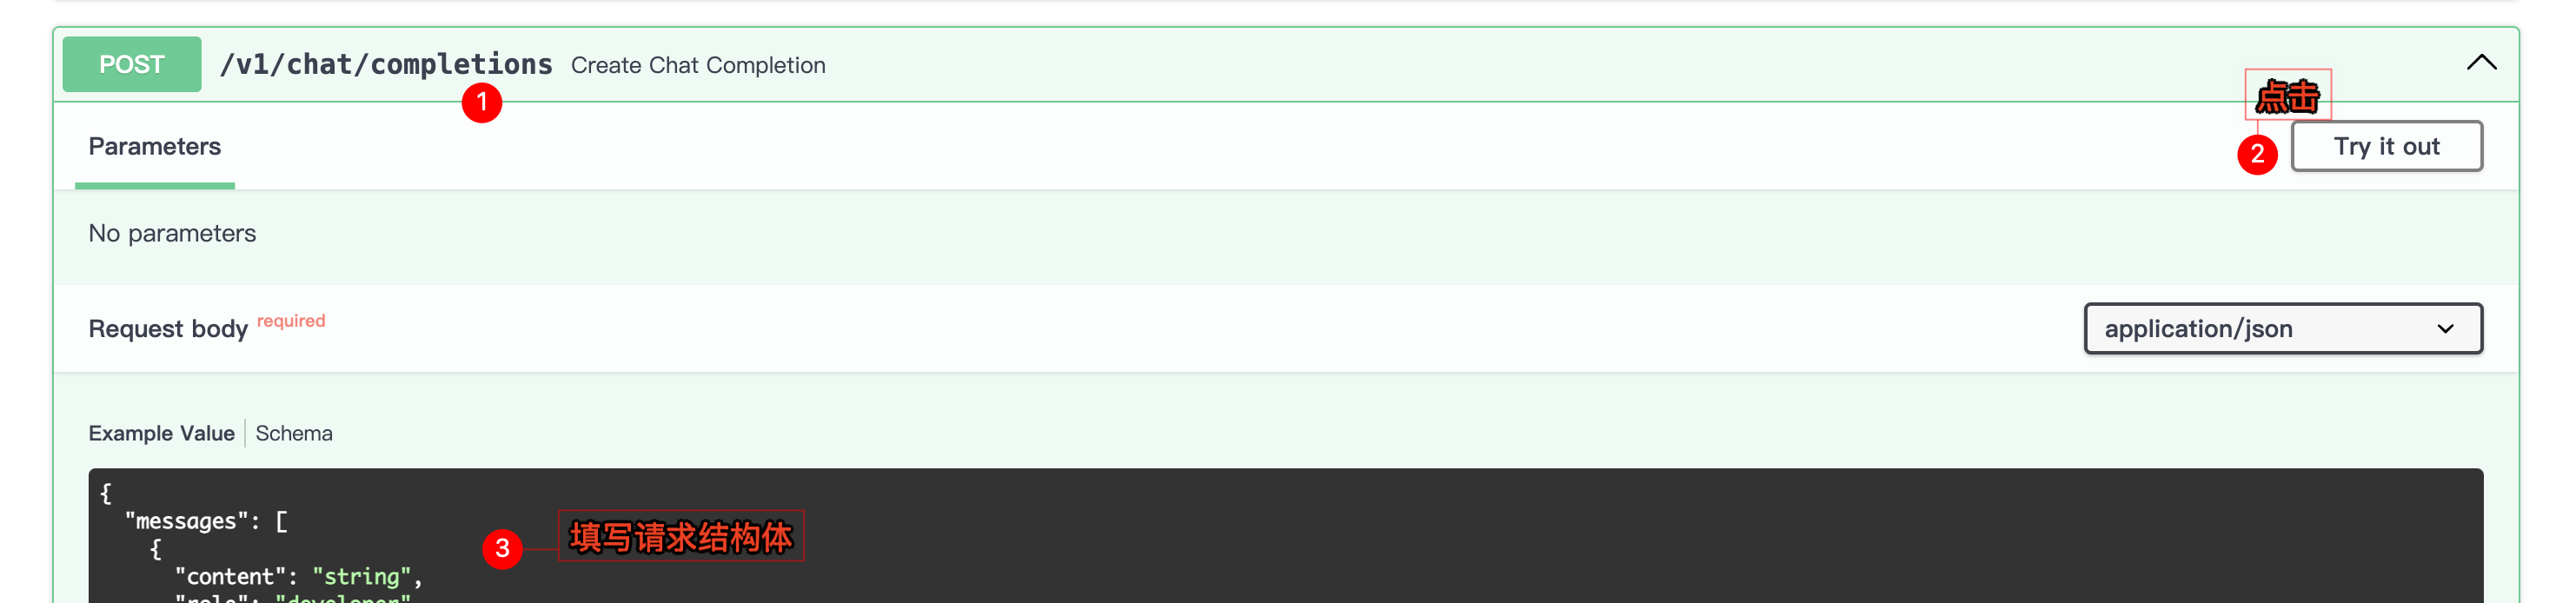 POST /v1/chat/completions Create Chat Completion
1
点击
Parameters
2 Try it out
No parameters
Request body required
application/json
Example Value Schema
{
"messages": [
3 填写请求结构体
{
"content": "string",
"role": "developer"